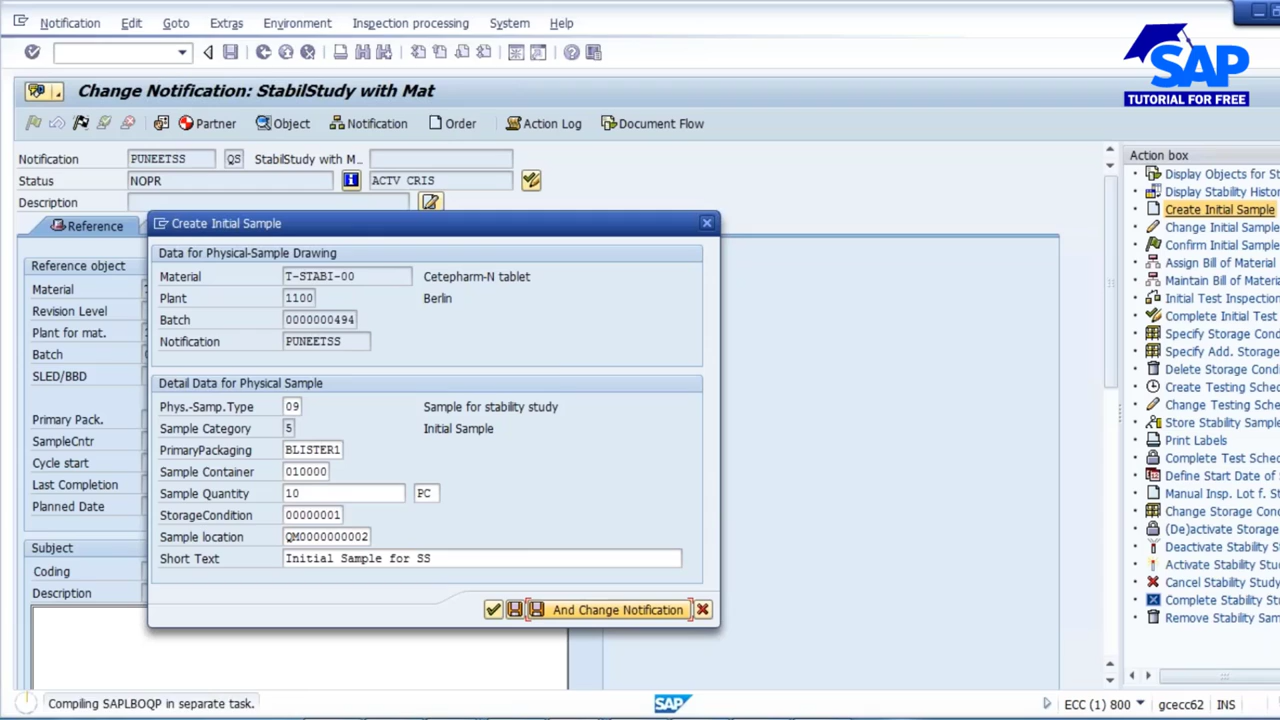 Notification Edit Goto Extras Environment Inspection processing System Help
SAP
TUTORIAL FOR FREE
Change Notification: StabilStudy with Mat
Partner Object Notification Order Action Log Document Flow
Notification PUNEETSS QS StabilStudy with M...
Status NOPR ACTV CRIS
Description
Reference
Reference object
Material
Revision Level
Plant for mat.
Batch
SLED/BBD
Primary Pack.
SampleCntr
Cycle start
Last Completion
Planned Date
Subject
Coding
Description
Create Initial Sample
Data for Physical-Sample Drawing
Material T-STABI-00 Cetepharm-N tablet
Plant 1100 Berlin
Batch 0000000494
Notification PUNEETSS
Detail Data for Physical Sample
Phys.-Samp.Type 09 Sample for stability study
Sample Category 5 Initial Sample
PrimaryPackaging BLISTER1
Sample Container 010000
Sample Quantity 10 PC
StorageCondition 00000001
Sample location QM0000000002
Short Text Initial Sample for SS
And Change Notification
Action box
Display Objects for St
Display Stability Histor
Create Initial Sample
Change Initial Sample
Confirm Initial Sample
Assign Bill of Material
Maintain Bill of Materia
Initial Test Inspection
Complete Initial Test
Specify Storage Cond
Specify Add. Storage
Delete Storage Condi
Create Testing Sched
Change Testing Sched
Store Stability Sample
Print Labels
Complete Test Sched
Define Start Date of S
Manual Insp. Lot f. St
Change Storage Cond
(De)activate Storage
Deactivate Stability S
Activate Stability Stud
Cancel Stability Study
Complete Stability Stu
Remove Stability Sam
Compiling SAPLBOQP in separate task.
SAP
ECC (1) 800 gcecc62 INS